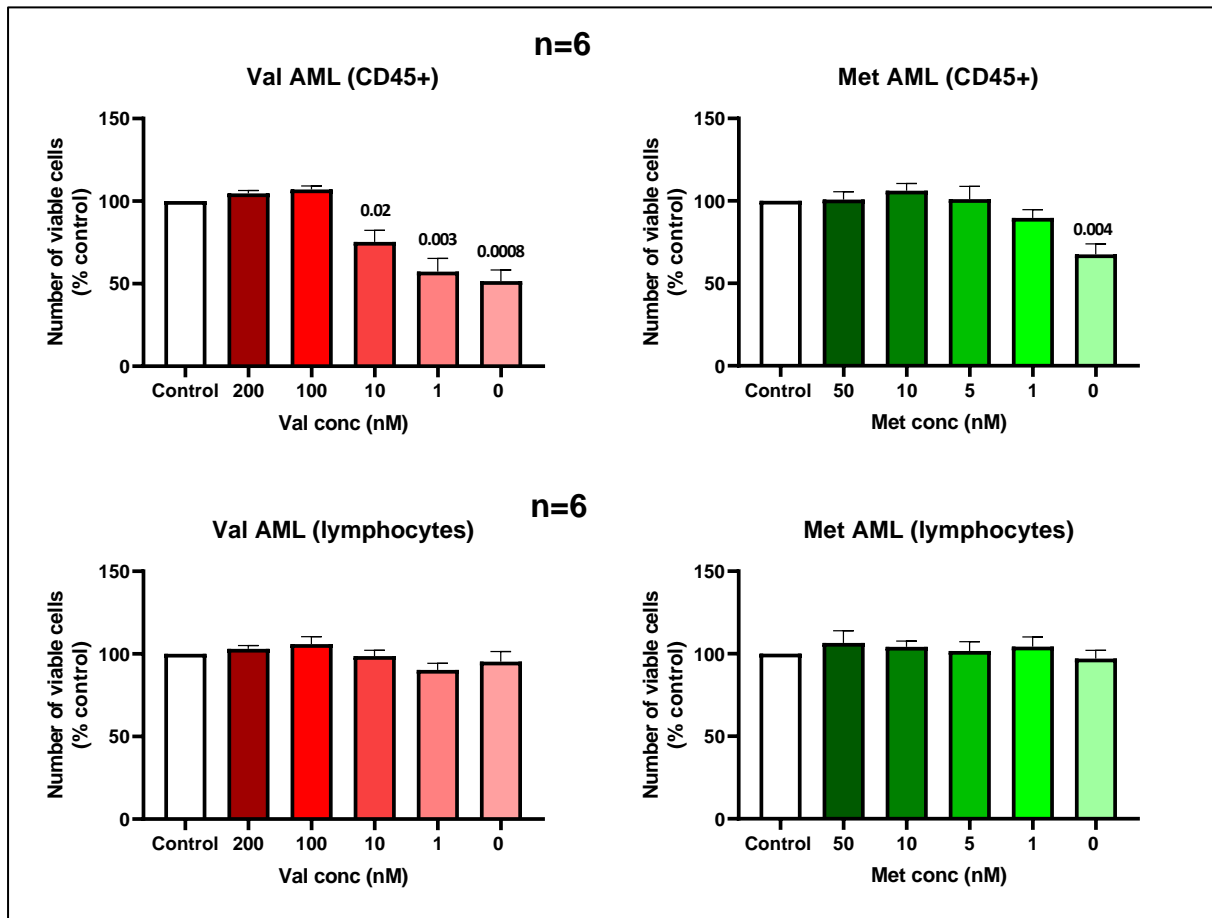 n=6
Val AML (CD45+)
Met AML (CD45+)
Number of viable cells
(% control)
150
100
50
0
0.02
0.003
0.0008
Control 200 100 10 1 0
Val conc (nM)
Number of viable cells
(% control)
150
100
50
0
0.004
Control 50 10 5 1 0
Met conc (nM)
n=6
Val AML (lymphocytes)
Met AML (lymphocytes)
Number of viable cells
(% control)
150
100
50
0
Control 200 100 10 1 0
Val conc (nM)
Number of viable cells
(% control)
150
100
50
0
Control 50 10 5 1 0
Met conc (nM)